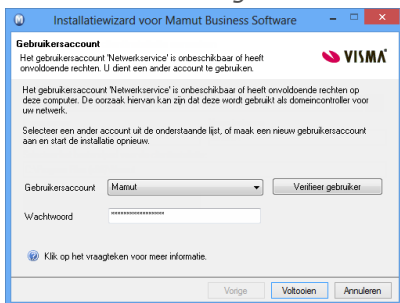 Installatiewizard voor Mamut Business Software
Gebruikersaccount
Het gebruikersaccount 'Netwerkservice' is onbeschikbaar of heeft
onvoldoende rechten. U dient een ander account te gebruiken.
VISMA
Het gebruikersaccount 'Netwerkservice' is onbeschikbaar of heeft onvoldoende rechten op
deze computer. De oorzaak hiervan kan zijn dat deze wordt gebruikt als domeincontroller voor
uw netwerk.
Selecteer een ander account uit de onderstaande lijst, of maak een nieuw gebruikersaccount
aan en start de installatie opnieuw.
Gebruikersaccount Mamut Verifieer gebruiker
Wachtwoord ****************
Klik op het vraagteken voor meer informatie.
Vorige Voltooien Annuleren